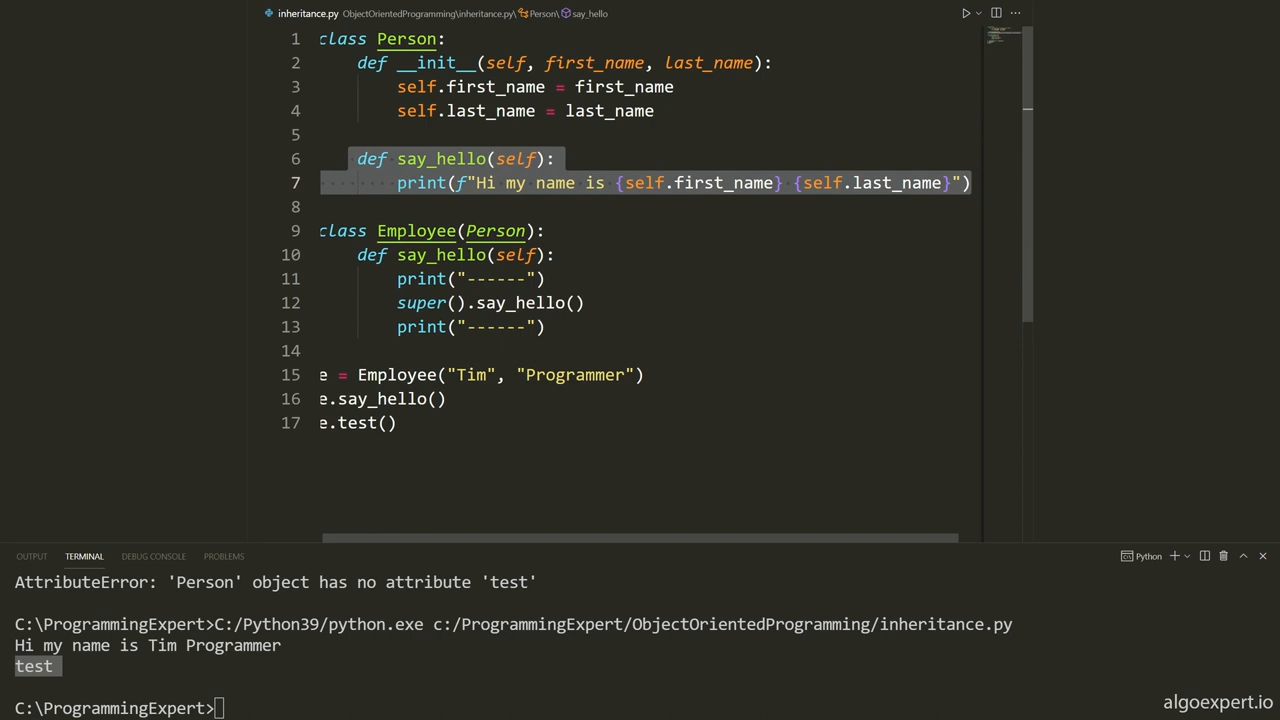 inheritance.py ObjectOrientedProgramming\inheritance.py\ Person\ say_hello
1 class Person:
2 def __init__(self, first_name, last_name):
3 self.first_name = first_name
4 self.last_name = last_name
5
6 def say_hello(self):
7 print(f"Hi my name is {self.first_name} {self.last_name}")
8
9 class Employee(Person):
10 def say_hello(self):
11 print("------")
12 super().say_hello()
13 print("------")
14
15 e = Employee("Tim", "Programmer")
16 e.say_hello()
17 e.test()
OUTPUT TERMINAL DEBUG CONSOLE PROBLEMS Python
AttributeError: 'Person' object has no attribute 'test'
C:\ProgrammingExpert>C:/Python39/python.exe c:/ProgrammingExpert/ObjectOrientedProgramming/inheritance.py
Hi my name is Tim Programmer
test
C:\ProgrammingExpert>
algoexpert.io